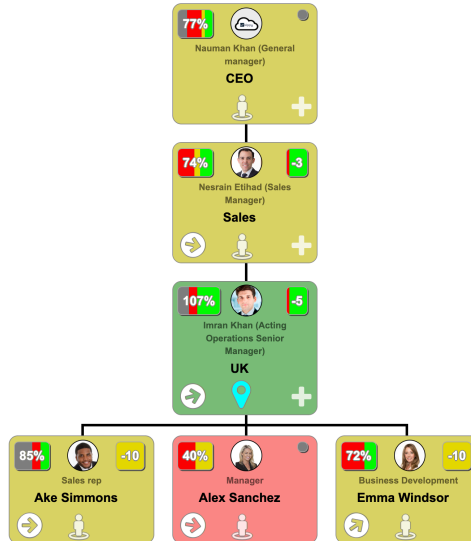 77%
Nauman Khan (General
manager)
CEO
74%
-3
Nesrain Etihad (Sales
Manager)
Sales
107%
-5
Imran Khan (Acting
Operations Senior
Manager)
UK
85%
-10
Sales rep
Ake Simmons
40%
Manager
Alex Sanchez
72%
-10
Business Development
Emma Windsor